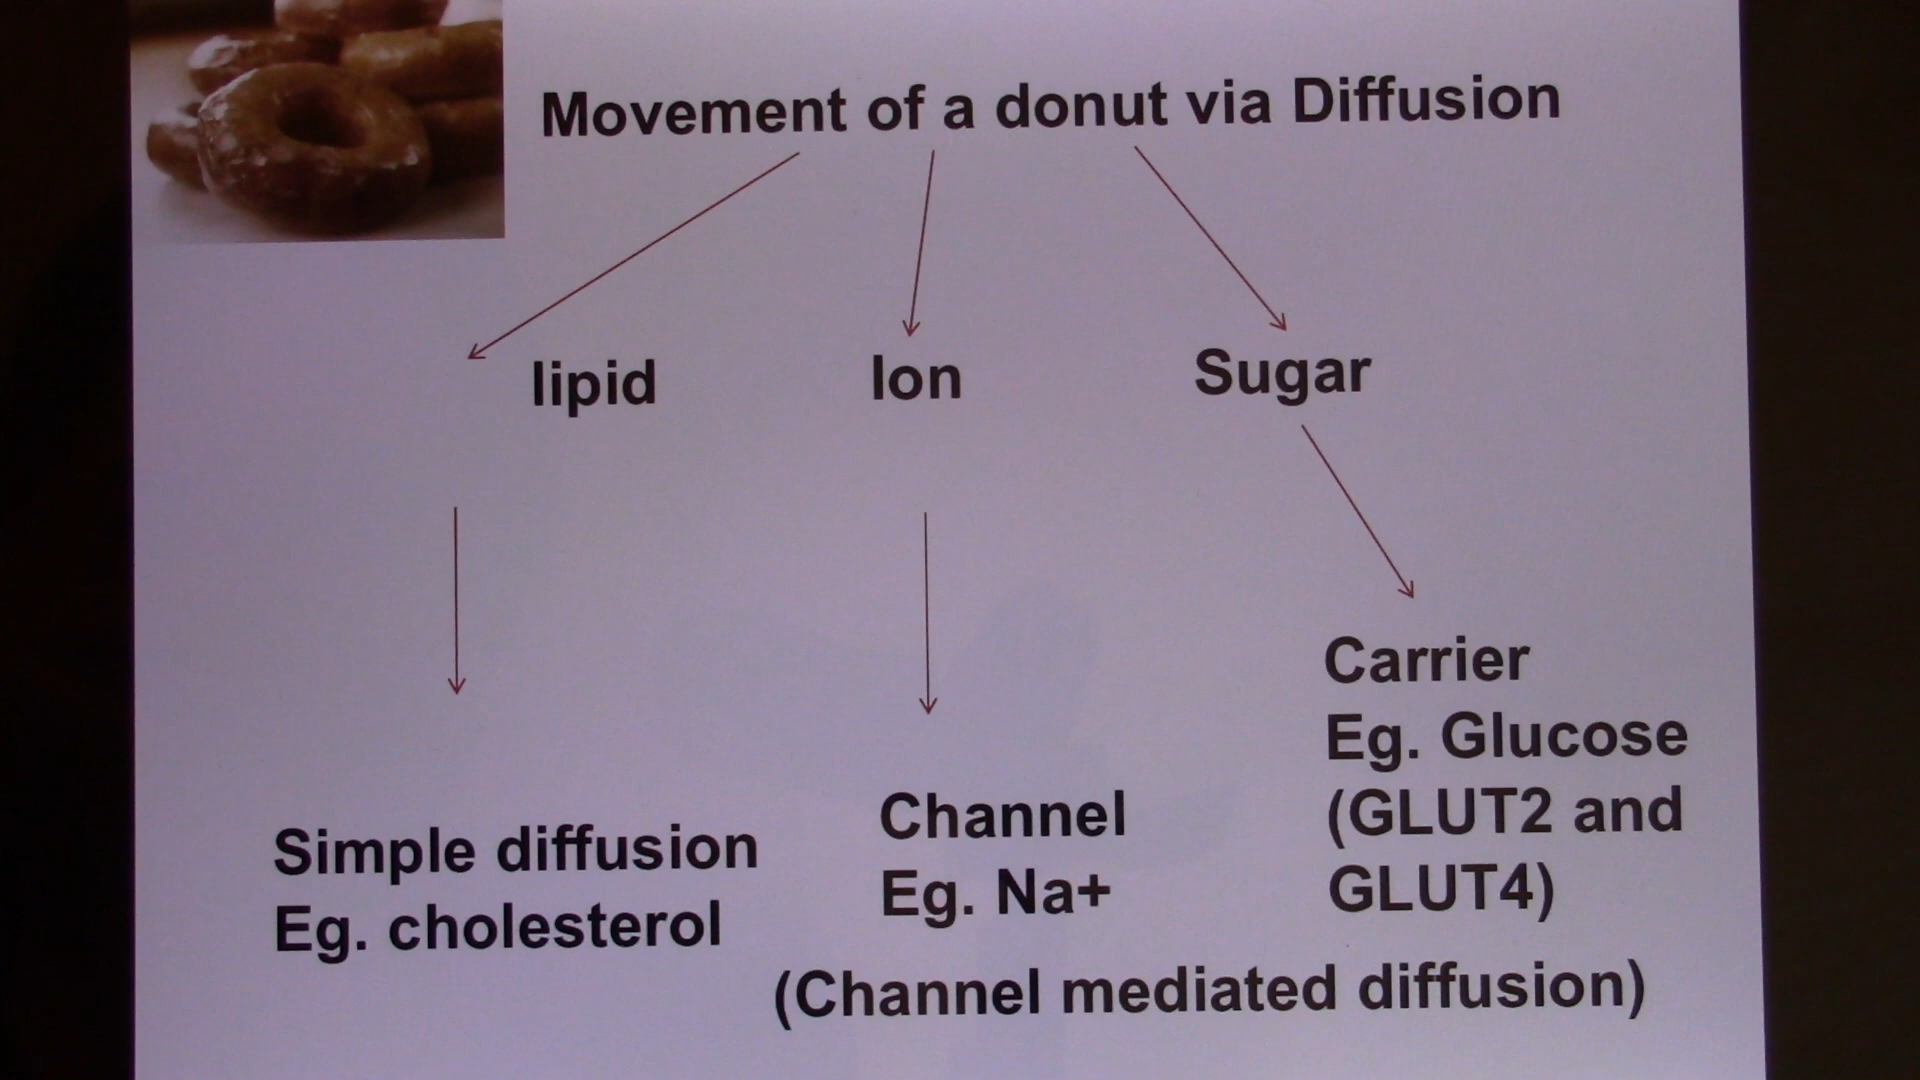 Movement of a donut via Diffusion
lipid
Ion
Sugar
Simple diffusion
Eg. cholesterol
Channel
Eg. Na+
Carrier
Eg. Glucose
(GLUT2 and
GLUT4)
(Channel mediated diffusion)